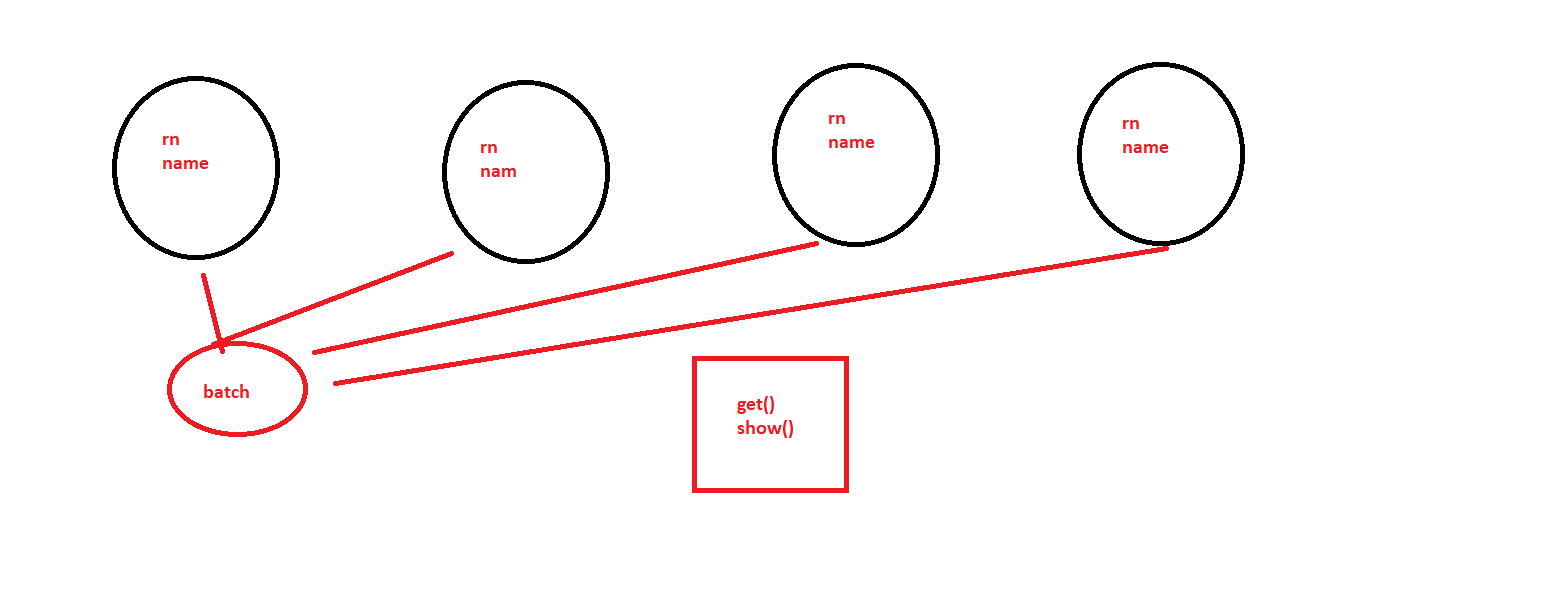 rn
name
rn
nam
rn
name
rn
name
batch
get()
show()